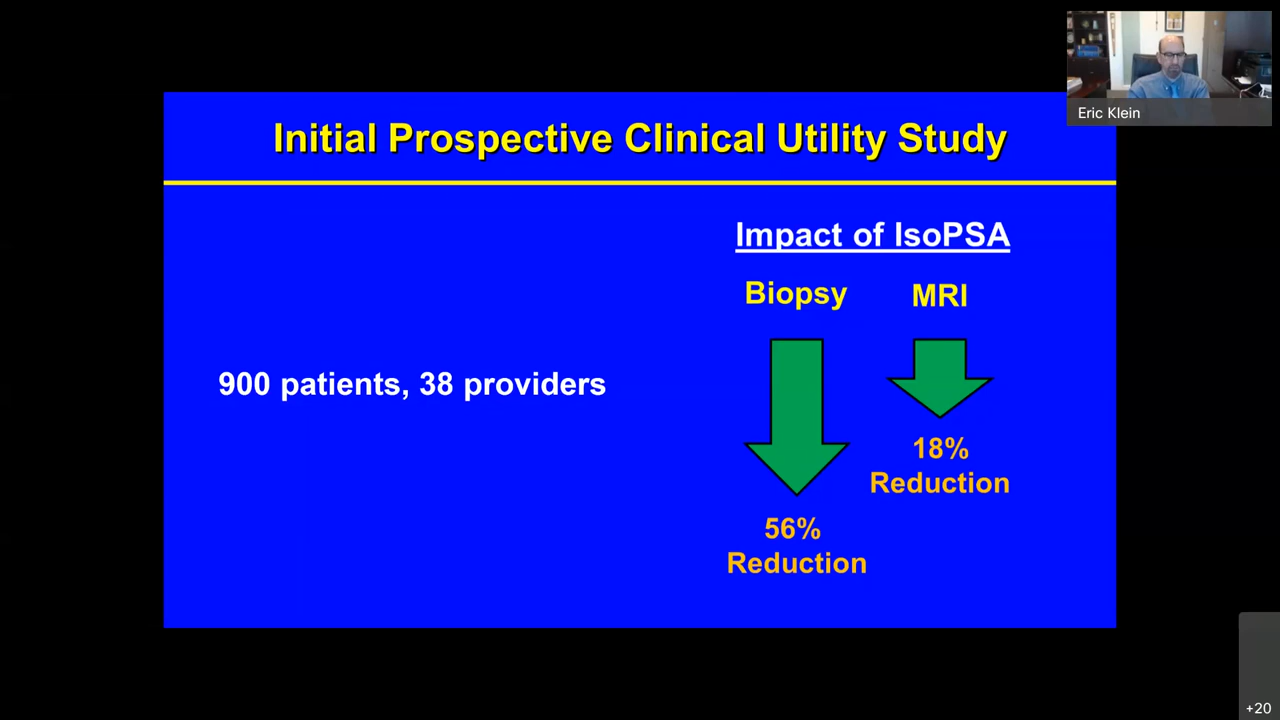 Eric Klein
Initial Prospective Clinical Utility Study
Impact of IsoPSA
Biopsy
MRI
900 patients, 38 providers
18%
Reduction
56%
Reduction
+20